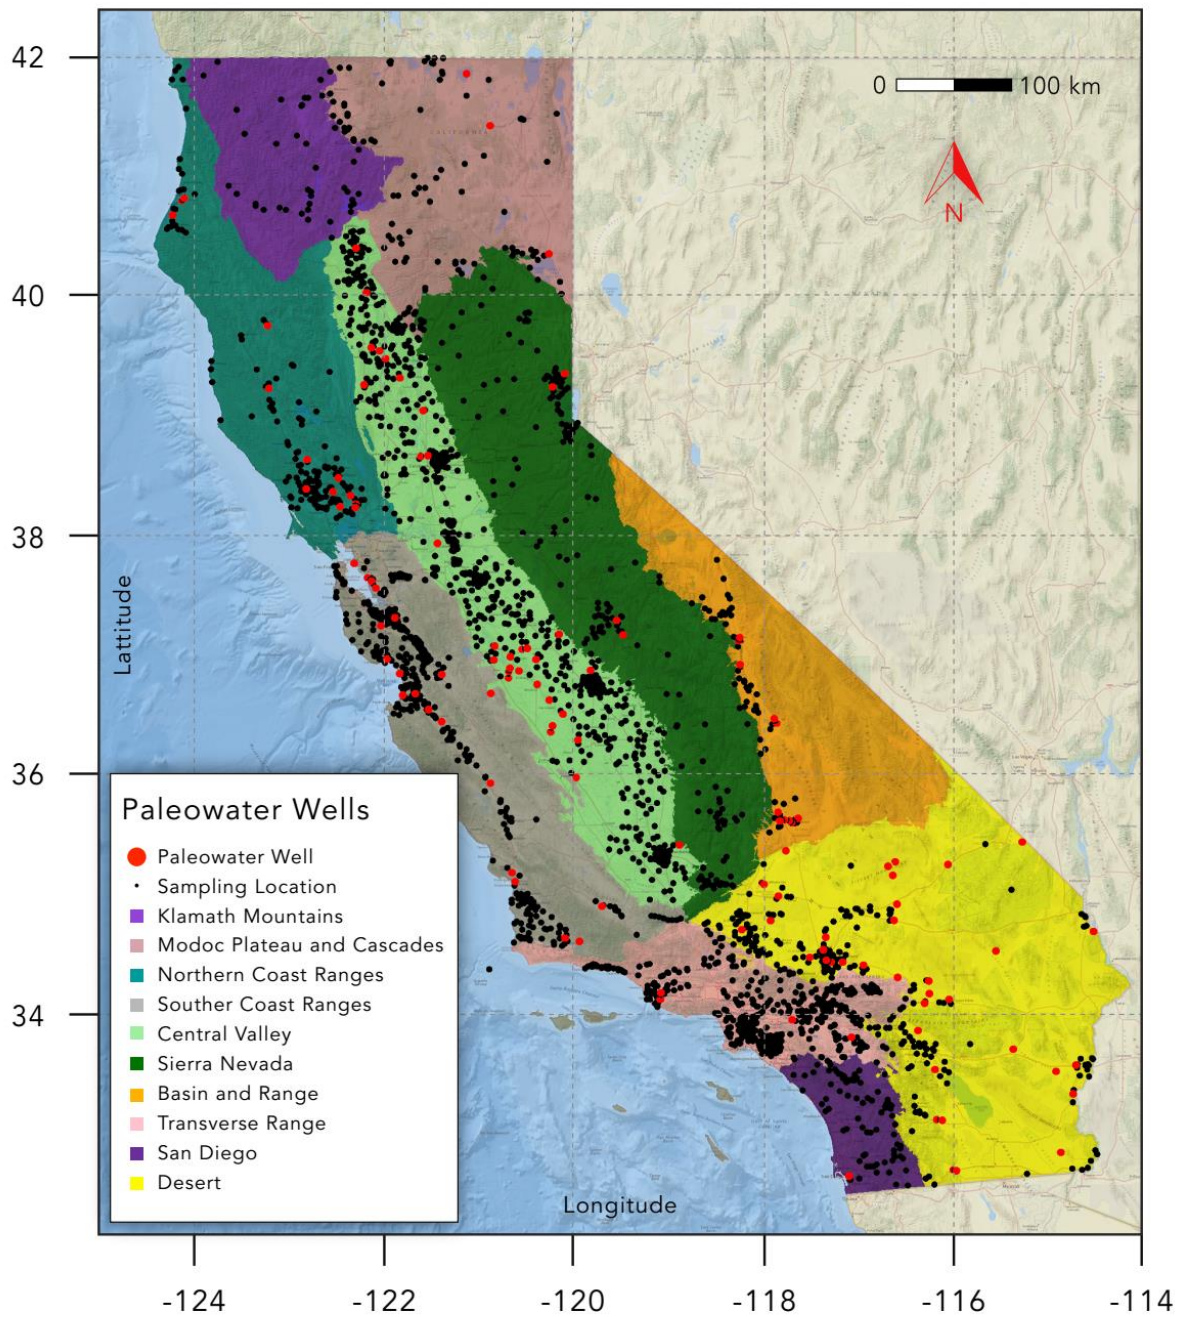 42
0 100 km
CALIFORNIA
N
40
38
Lattitude
36
Paleowater Wells
Paleowater Well
Sampling Location
Klamath Mountains
Modoc Plateau and Cascades
Northern Coast Ranges
Souther Coast Ranges
Central Valley
Sierra Nevada
Basin and Range
Transverse Range
San Diego
Desert
34
Longitude
-124 -122 -120 -118 -116 -114